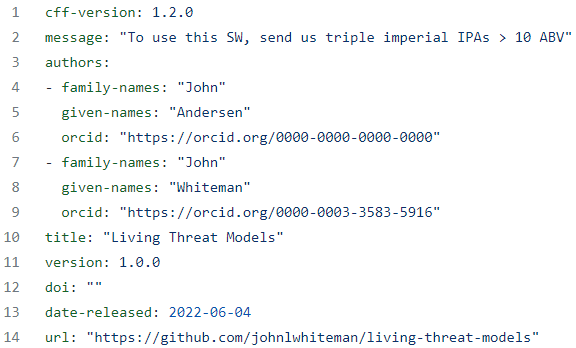 1 cff-version: 1.2.0
2 message: "To use this SW, send us triple imperial IPAs > 10 ABV"
3 authors:
4 - family-names: "John"
5   given-names: "Andersen"
6   orcid: "https://orcid.org/0000-0000-0000-0000"
7 - family-names: "John"
8   given-names: "Whiteman"
9   orcid: "https://orcid.org/0000-0003-3583-5916"
10 title: "Living Threat Models"
11 version: 1.0.0
12 doi: ""
13 date-released: 2022-06-04
14 url: "https://github.com/johnlwhiteman/living-threat-models"